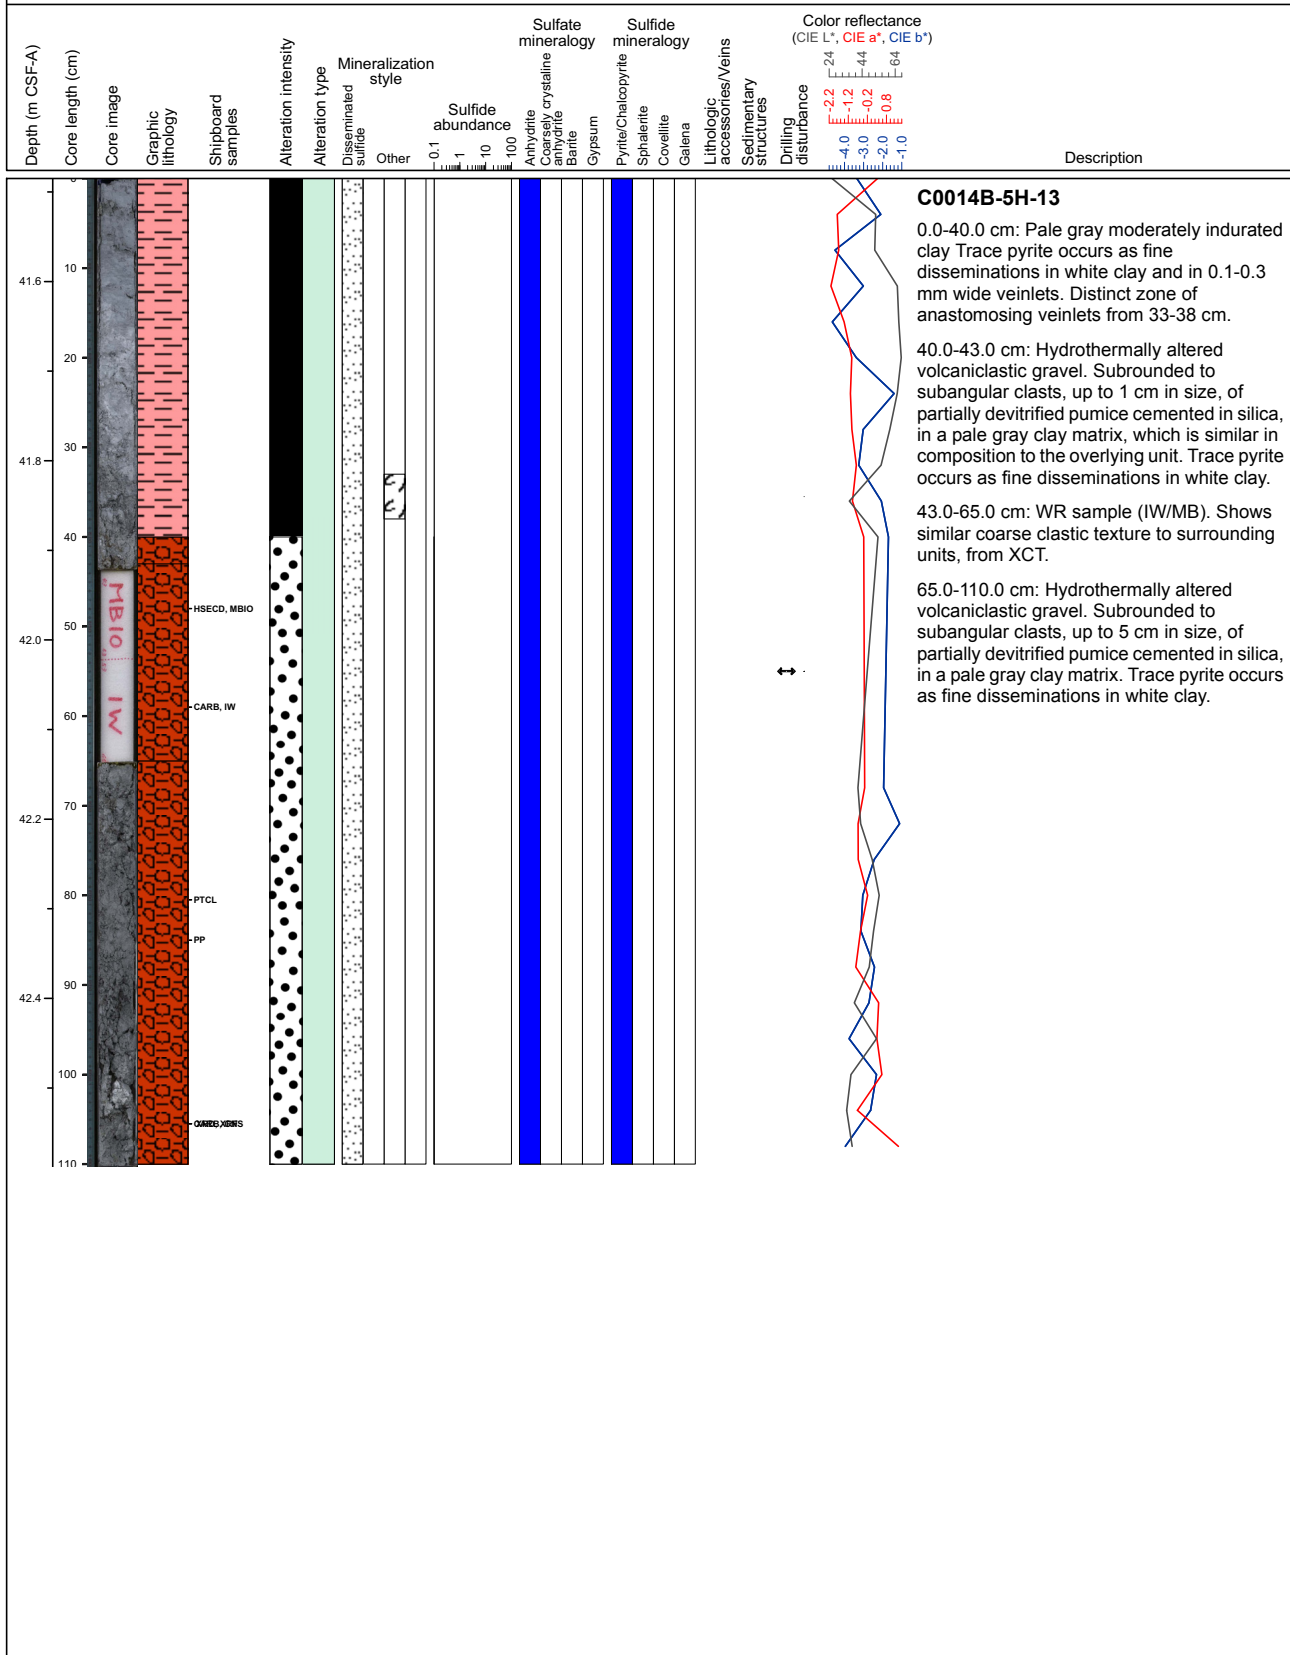 Depth (m CSF-A)
Core length (cm)
Core image
Graphic
lithology
Shipboard
samples
Alteration intensity
Alteration type
Mineralization
style
Disseminated
sulfide
Other
Sulfide
abundance
0.1
1
10
100
Sulfate
mineralogy
Anhydrite
Coarsely crystaline
anhydrite
Barite
Gypsum
Sulfide
mineralogy
Pyrite/Chalcopyrite
Sphalerite
Covellite
Galena
Lithologic
accessories/Veins
Sedimentary
structures
Drilling
disturbance
Color reflectance
(CIE L*, CIE a*, CIE b*)
24 44 64
-2.2 -1.2 -0.2 0.8
-4.0 -3.0 -2.0 -1.0
Description
C0014B-5H-13
0.0-40.0 cm: Pale gray moderately indurated
clay Trace pyrite occurs as fine
disseminations in white clay and in 0.1-0.3
mm wide veinlets. Distinct zone of
anastomosing veinlets from 33-38 cm.
40.0-43.0 cm: Hydrothermally altered
volcaniclastic gravel. Subrounded to
subangular clasts, up to 1 cm in size, of
partially devitrified pumice cemented in silica,
in a pale gray clay matrix, which is similar in
composition to the overlying unit. Trace pyrite
occurs as fine disseminations in white clay.
43.0-65.0 cm: WR sample (IW/MB). Shows
similar coarse clastic texture to surrounding
units, from XCT.
65.0-110.0 cm: Hydrothermally altered
volcaniclastic gravel. Subrounded to
subangular clasts, up to 5 cm in size, of
partially devitrified pumice cemented in silica,
in a pale gray clay matrix. Trace pyrite occurs
as fine disseminations in white clay.
0
10
41.6
20
30
41.8
40
MBIO
HSECD, MBIO
50
42.0
IW
CARB, IW
60
70
42.2
80
PTCL
PP
90
42.4
100
110